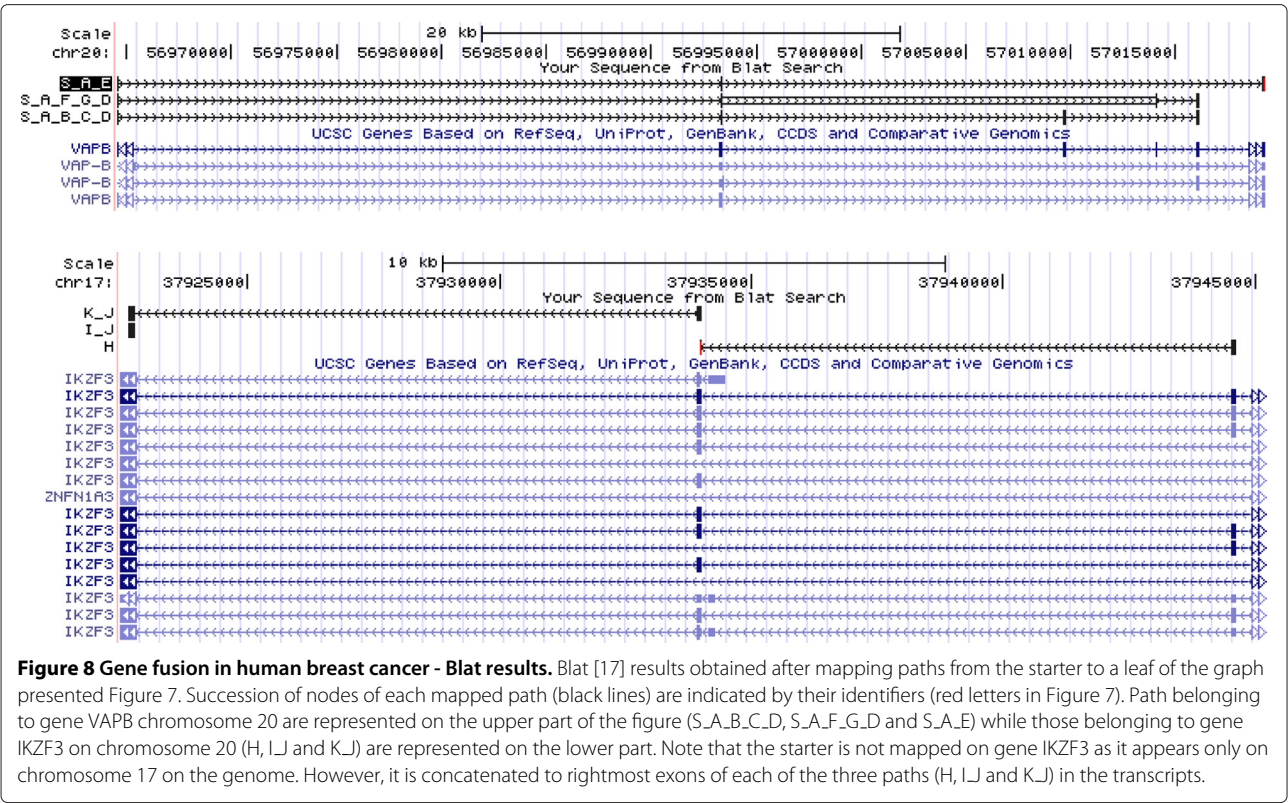 Scale 20 kb
chr20: 56970000| 56975000| 56980000| 56985000| 56990000| 56995000| 57000000| 57005000| 57010000| 57015000|
Your Sequence from Blat Search
S_A_E
S_A_F_G_D
S_A_B_C_D
UCSC Genes Based on RefSeq, UniProt, GenBank, CCDS and Comparative Genomics
VAPB
VAP-B
VAP-B
VAPB
Scale 10 kb
chr17: 37925000| 37930000| 37935000| 37940000| 37945000|
Your Sequence from Blat Search
K_J
I_J
H
UCSC Genes Based on RefSeq, UniProt, GenBank, CCDS and Comparative Genomics
IKZF3
IKZF3
IKZF3
IKZF3
IKZF3
IKZF3
IKZF3
ZNFN1A3
IKZF3
IKZF3
IKZF3
IKZF3
IKZF3
IKZF3
IKZF3
IKZF3
Figure 8 Gene fusion in human breast cancer - Blat results. Blat [17] results obtained after mapping paths from the starter to a leaf of the graph
presented Figure 7. Succession of nodes of each mapped path (black lines) are indicated by their identifiers (red letters in Figure 7). Path belonging
to gene VAPB chromosome 20 are represented on the upper part of the figure (S_A_B_C_D, S_A_F_G_D and S_A_E) while those belonging to gene
IKZF3 on chromosome 20 (H, I_J and K_J) are represented on the lower part. Note that the starter is not mapped on gene IKZF3 as it appears only on
chromosome 17 on the genome. However, it is concatenated to rightmost exons of each of the three paths (H, I_J and K_J) in the transcripts.